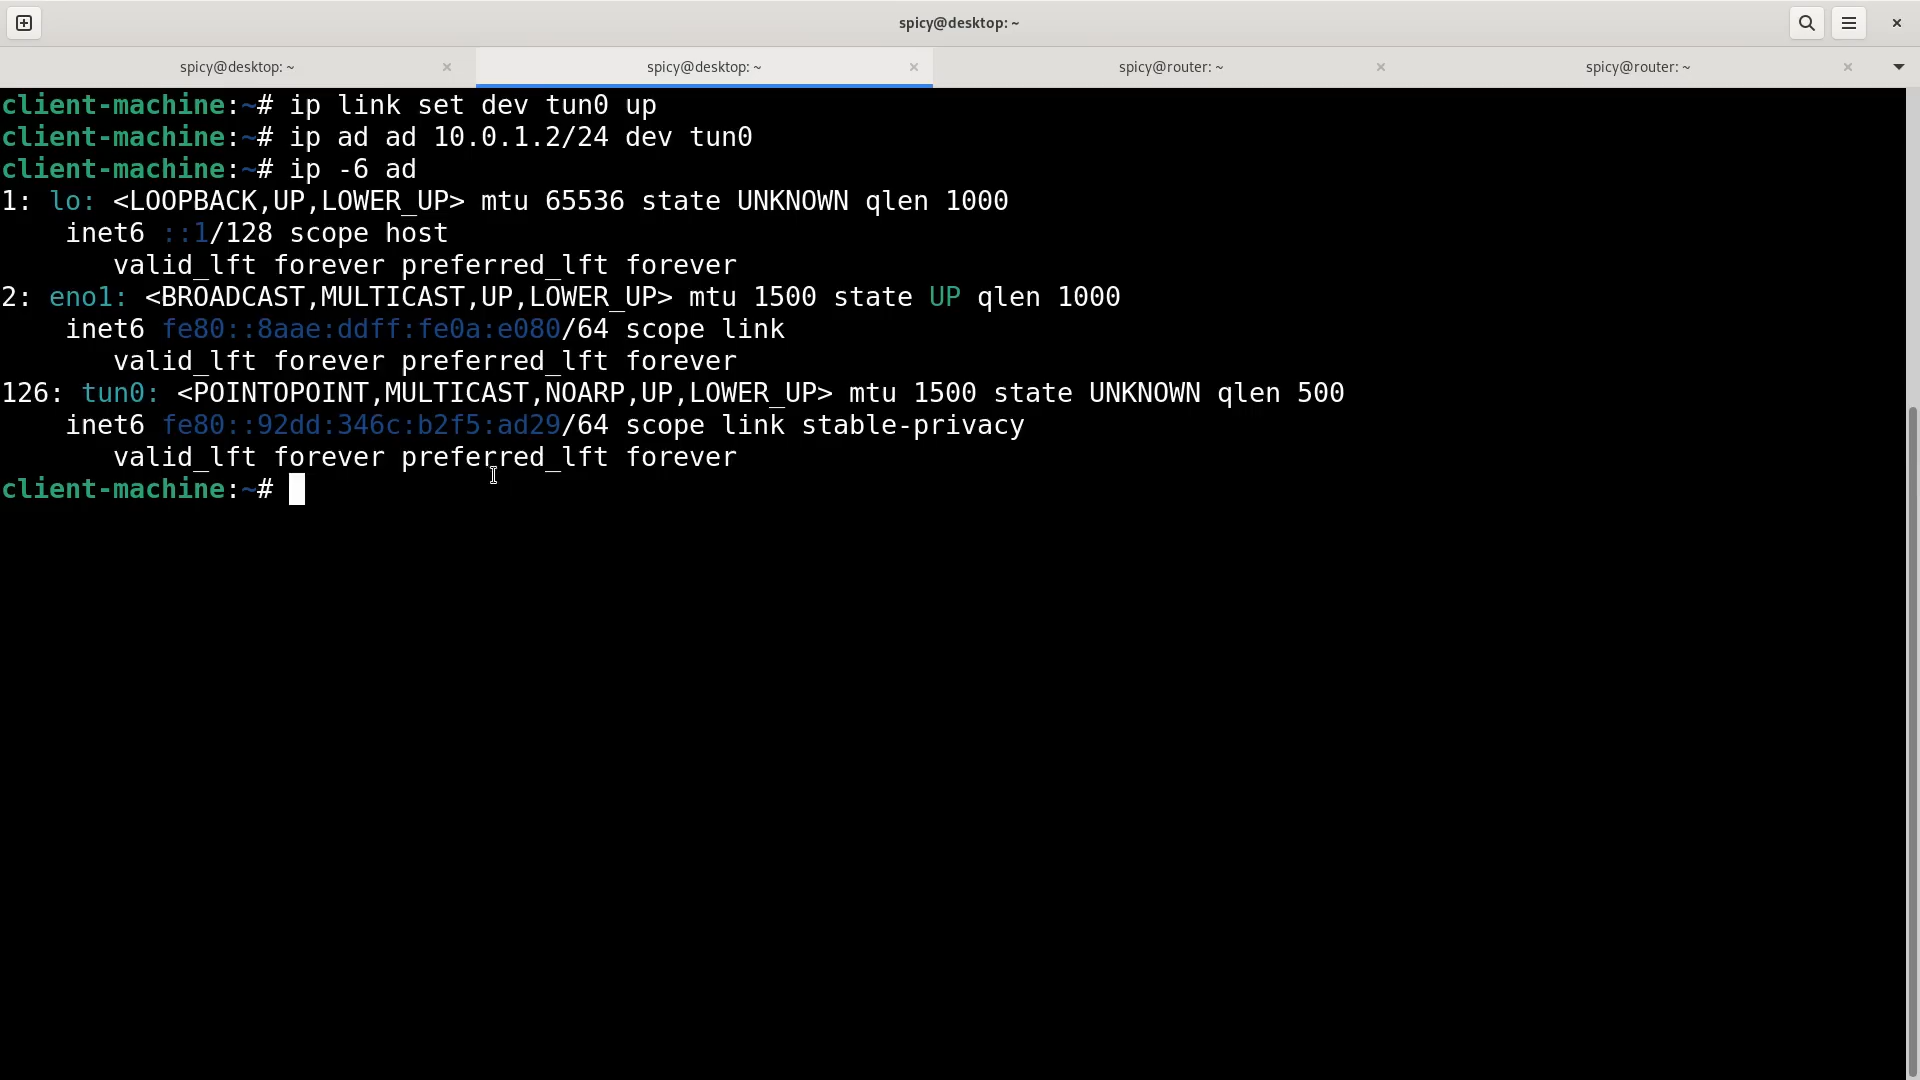 spicy@desktop: ~
spicy@desktop: ~
spicy@desktop: ~
spicy@router: ~
spicy@router: ~
client-machine:~# ip link set dev tun0 up
client-machine:~# ip ad ad 10.0.1.2/24 dev tun0
client-machine:~# ip -6 ad
1: lo: <LOOPBACK,UP,LOWER_UP> mtu 65536 state UNKNOWN qlen 1000
    inet6 ::1/128 scope host
       valid_lft forever preferred_lft forever
2: eno1: <BROADCAST,MULTICAST,UP,LOWER_UP> mtu 1500 state UP qlen 1000
    inet6 fe80::8aae:ddff:fe0a:e080/64 scope link
       valid_lft forever preferred_lft forever
126: tun0: <POINTOPOINT,MULTICAST,NOARP,UP,LOWER_UP> mtu 1500 state UNKNOWN qlen 500
    inet6 fe80::92dd:346c:b2f5:ad29/64 scope link stable-privacy
       valid_lft forever preferred_lft forever
client-machine:~#